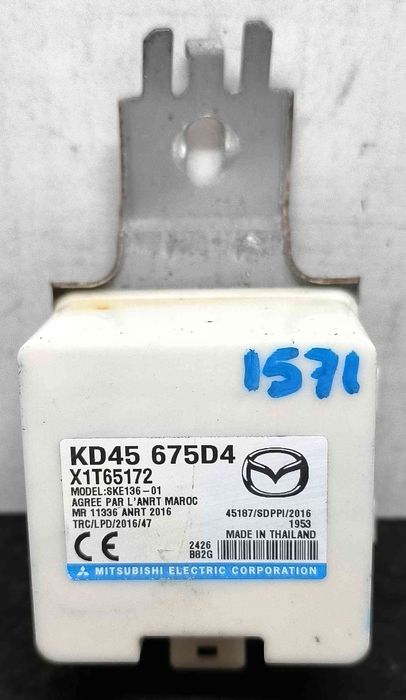 1571
KD45 675D4
X1T65172
MODEL:SKE136-01
AGREE PAR L'ANRT MAROC
MR 11336 ANRT 2016
TRC/LPD/2016/47
45187/SDPPI/2016
1953
MADE IN THAILAND
CE
2426
B82G
MITSUBISHI ELECTRIC CORPORATION